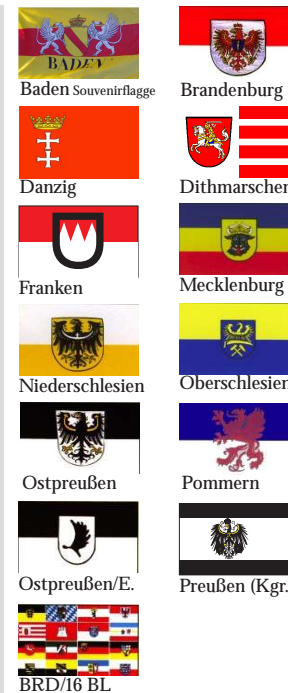 BADEN
Baden Souvenirflagge
Brandenburg
Danzig
Dithmarschen
Franken
Mecklenburg
Niederschlesien
Oberschlesien
Ostpreußen
Pommern
Ostpreußen/E.
Preußen (Kgr.
BRD/16 BL